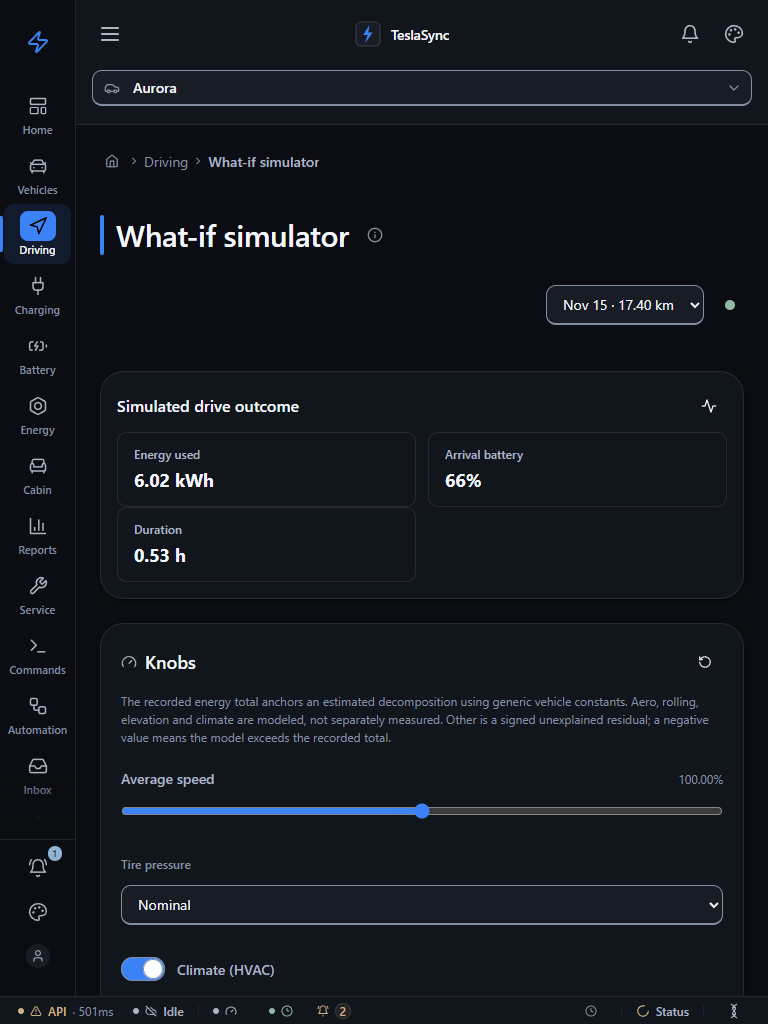 TeslaSync
Aurora
Home
Vehicles
Driving
Charging
Battery
Energy
Cabin
Reports
Service
Commands
Automation
Inbox
1
Driving
What-if simulator
What-if simulator
Nov 15 · 17.40 km
Simulated drive outcome
Energy used
6.02 kWh
Arrival battery
66%
Duration
0.53 h
Knobs
The recorded energy total anchors an estimated decomposition using generic vehicle constants. Aero, rolling,
elevation and climate are modeled, not separately measured. Other is a signed unexplained residual; a negative
value means the model exceeds the recorded total.
Average speed
100.00%
Tire pressure
Nominal
Climate (HVAC)
API · 501ms
Idle
2
Status